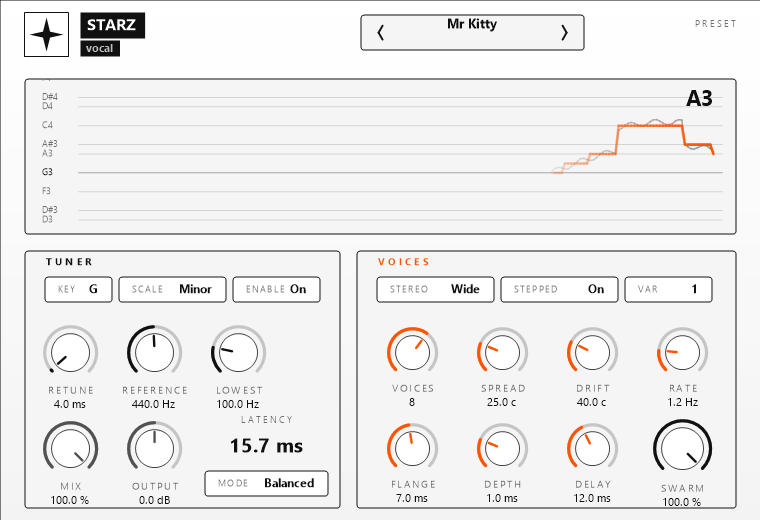 STARZ
vocal
< Mr Kitty >
PRESET
A3
D#4
D4
C4
A#3
A3
G3
F3
D#3
D3
TUNER
KEY G SCALE Minor ENABLE On
RETUNE REFERENCE LOWEST
4.0 ms 440.0 Hz 100.0 Hz
LATENCY
15.7 ms
MODE Balanced
MIX OUTPUT
100.0 % 0.0 dB
VOICES
STEREO Wide STEPPED On VAR 1
VOICES SPREAD DRIFT RATE
8 25.0 c 40.0 c 1.2 Hz
FLANGE DEPTH DELAY SWARM
7.0 ms 1.0 ms 12.0 ms 100.0 %